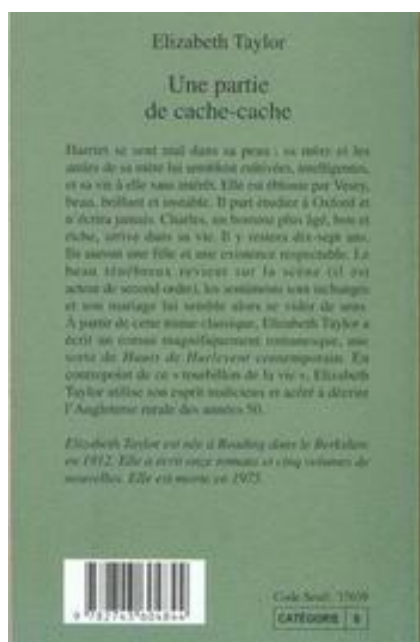 Elizabeth Taylor
Une partie
de cache-cache
Harriet se sent mal dans sa peau : sa mère et les
amies de sa mère lui semblent cultivées, intelligentes,
et sa vie à elle sans intérêt. Elle est éblouie par Vesey,
beau, brillant et instable. Il part étudier à Oxford et
n'écrira jamais. Charles, un homme plus âgé, bon et
riche, arrive dans sa vie. Il y restera dix-sept ans.
Ils auront une fille et une existence respectable. Le
beau ténébreux revient sur la scène (il est
acteur de second ordre), les sentiments sont inchangés
et son mariage lui semble alors se vider de sens.
À partir de cette trame classique, Elizabeth Taylor a
écrit un roman magnifiquement romanesque, une
sorte de Hauts de Hurlevent contemporain. En
contrepoint de ce « tourbillon de la vie », Elizabeth
Taylor utilise son esprit malicieux et acéré à décrire
l'Angleterre rurale des années 50.
Elizabeth Taylor est née à Reading dans le Berkshire
en 1912. Elle a écrit onze romans et cinq volumes de
nouvelles. Elle est morte en 1975.
9 782743 604844
Code Seuil :
CATÉGORIE 6